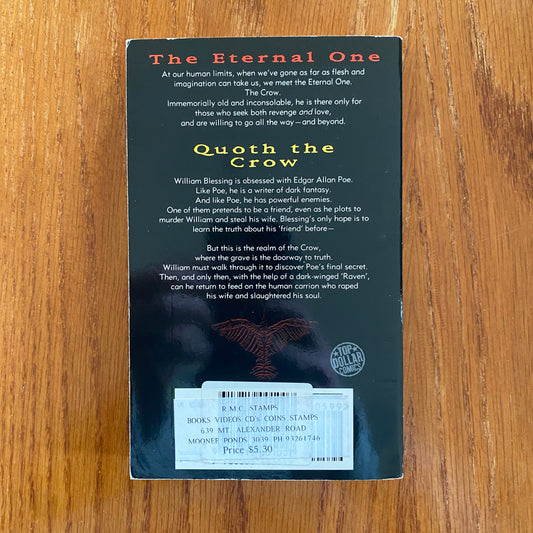 The Eternal One
At our human limits, when we've gone as far as flesh and
imagination can take us, we meet the Eternal One.
The Crow.
Immemorially old and inconsolable, he is there only for
those who seek both revenge and love,
and are willing to go all the way—and beyond.
Quoth the
Crow
William Blessing is obsessed with Edgar Allan Poe.
Like Poe, he is a writer of dark fantasy.
And like Poe, he has powerful enemies.
One of them pretends to be a friend, even as he plots to
murder William and steal his wife. Blessing's only hope is to
learn the truth about his 'friend' before—
But this is the realm of the Crow,
where the grave is the doorway to truth.
William must walk through it to discover Poe's final secret.
Then, and only then, with the help of a dark-winged 'Raven',
can he return to feed on the human carrion who raped
his wife and slaughtered his soul.
TOP
DOLLAR
COMICS
R.M.C. STAMPS
BOOKS VIDEOS CD's COINS STAMPS
639 MT. ALEXANDER ROAD
MOONEE PONDS 3039 PH 93261746
Price $5.30